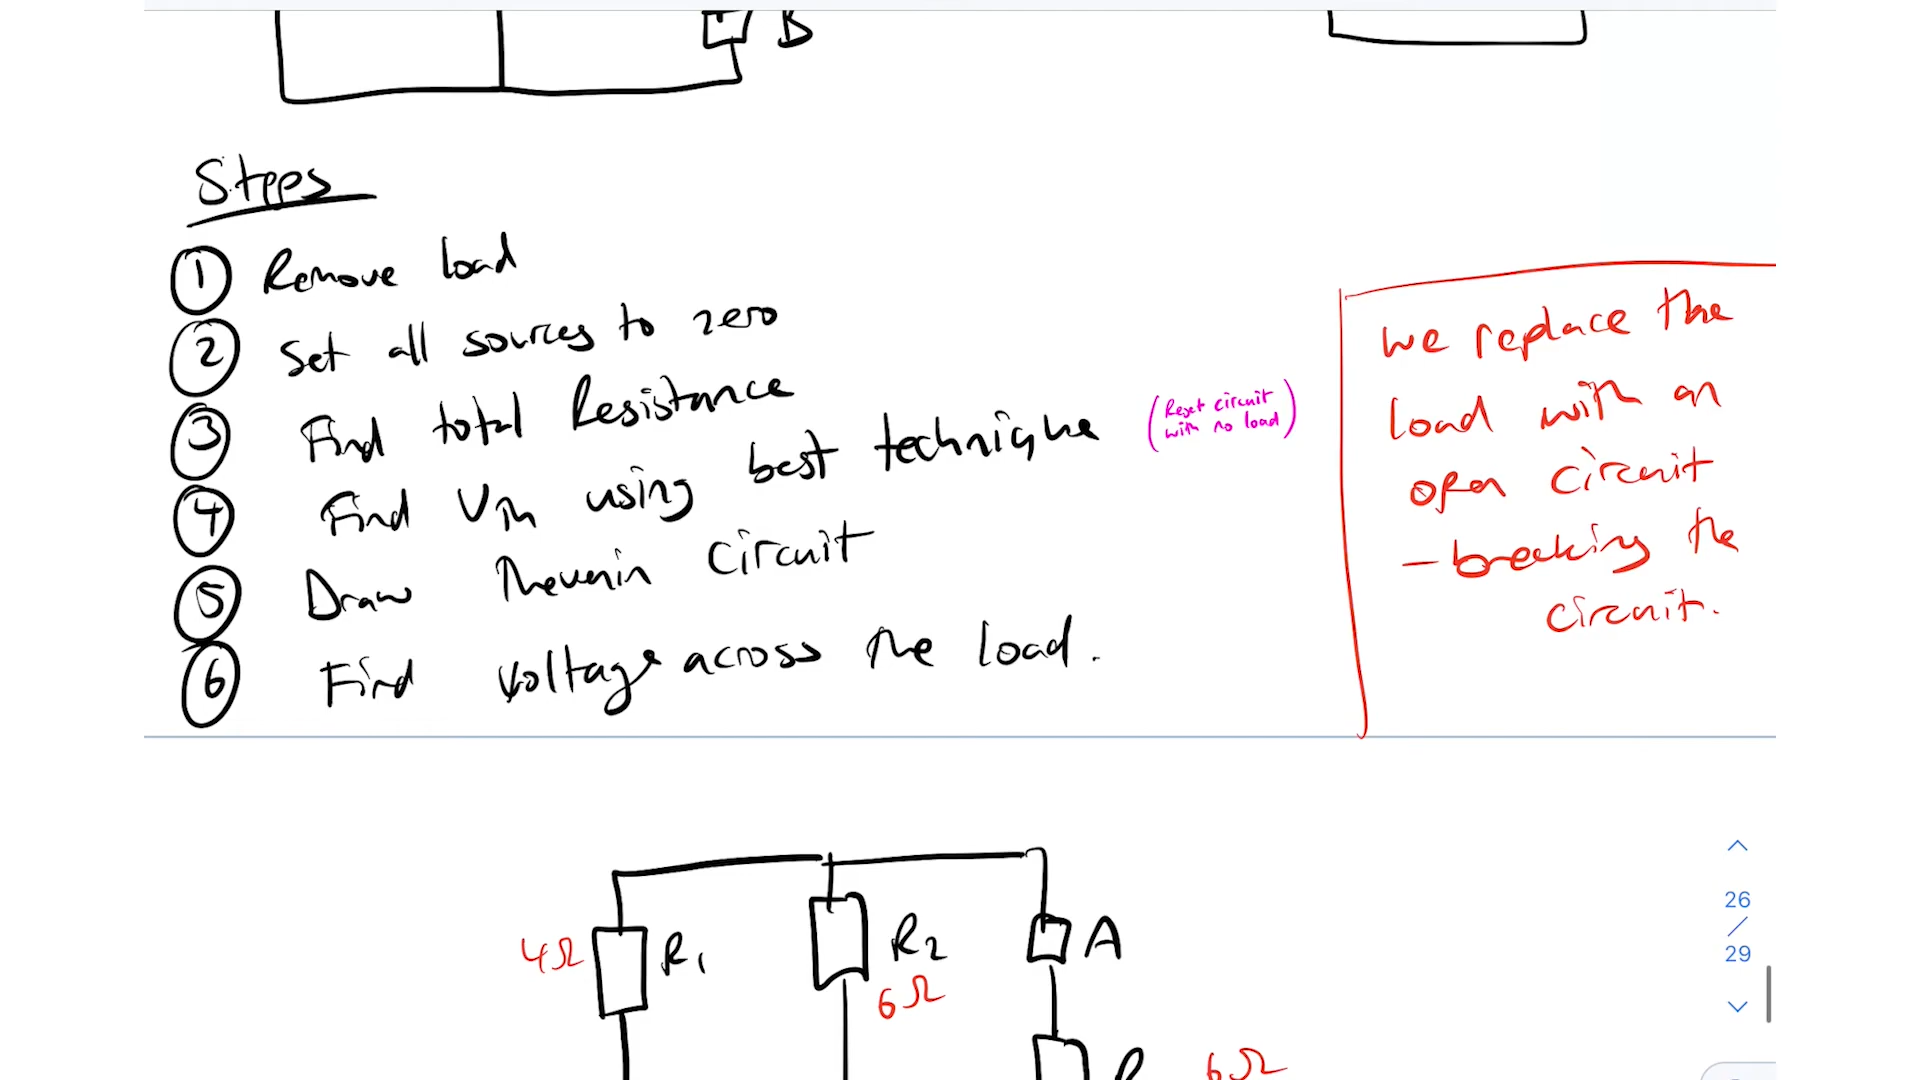 B
Steps
① Remove load
② Set all sources to zero
③ Find total Resistance
④ Find Vth using best technique
(Reset circuit
with no load)
⑤ Draw Thevenin circuit
⑥ Find voltage across the load.
We replace the
load with an
open circuit
- breaking the
circuit.
4Ω R1
R2
6Ω
A
6Ω
26
/
29